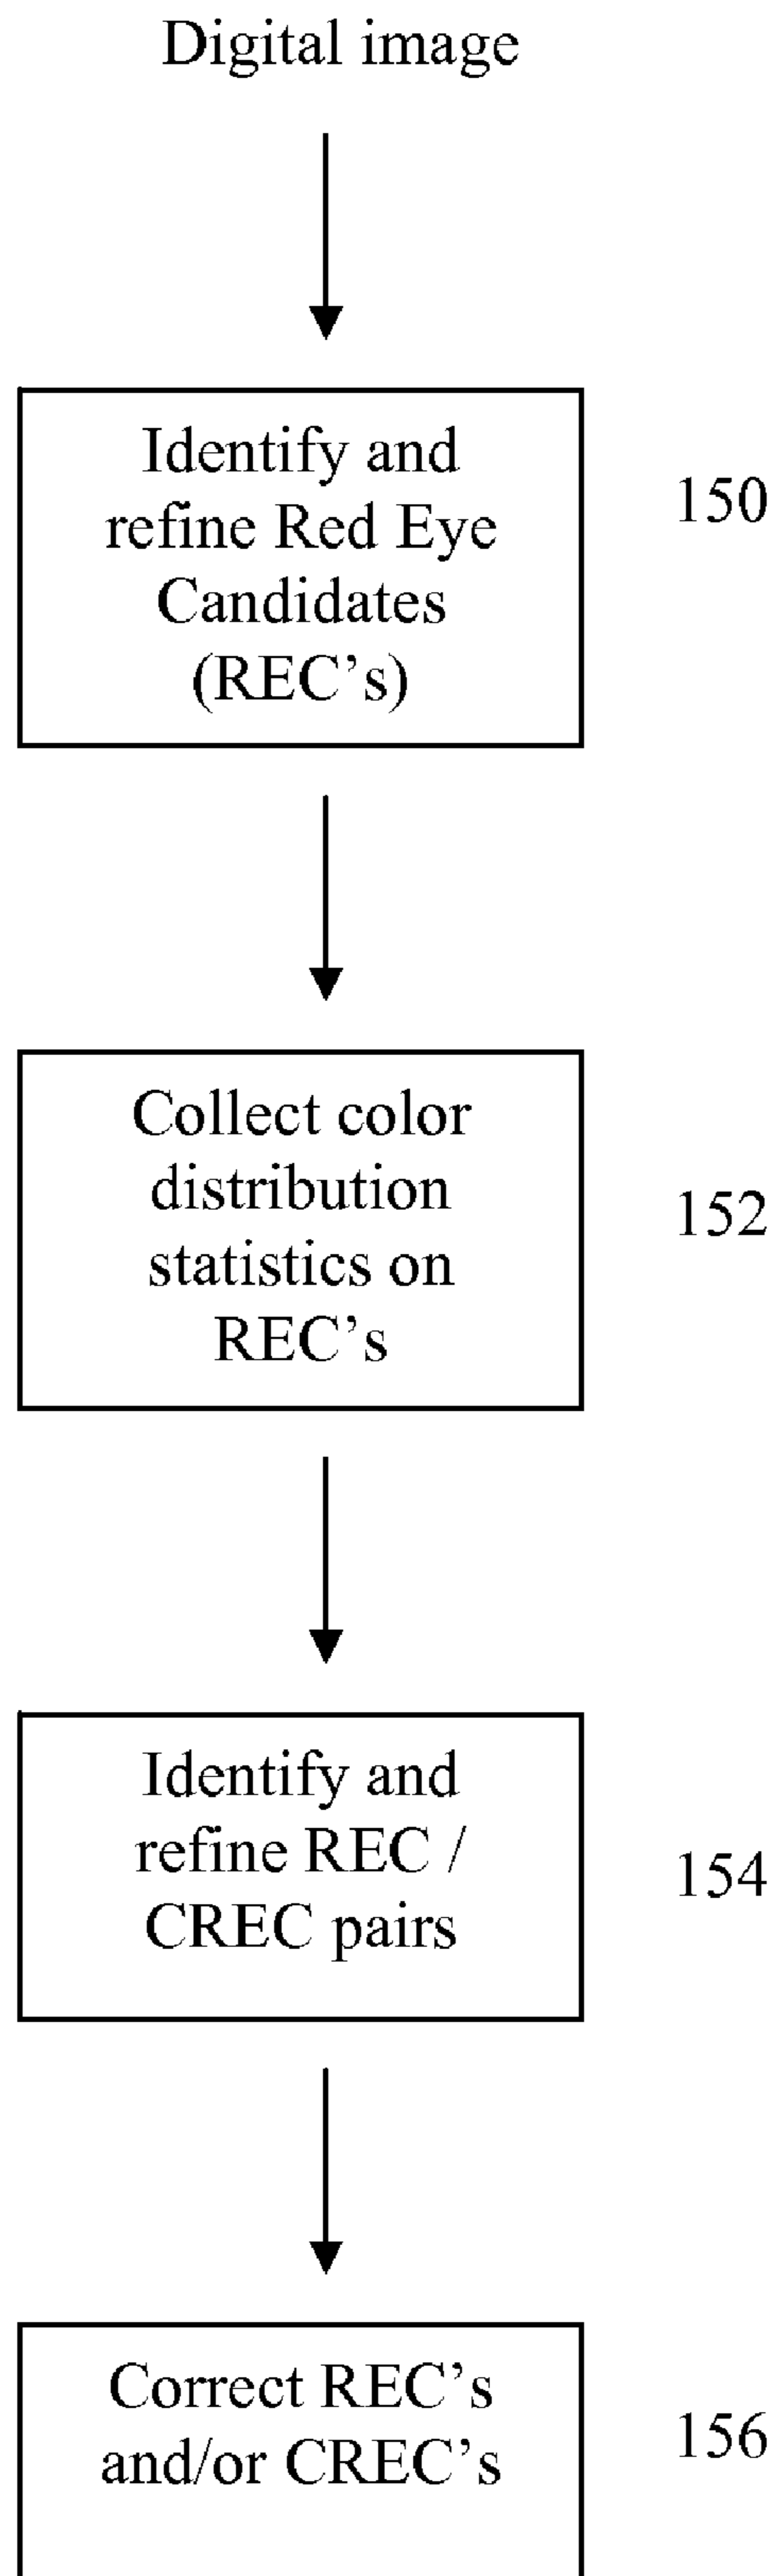 Digital image
Identify and
refine Red Eye
Candidates
(REC’s)
150
Collect color
distribution
statistics on
REC’s
152
Identify and
refine REC /
CREC pairs
154
Correct REC’s
and/or CREC’s
156